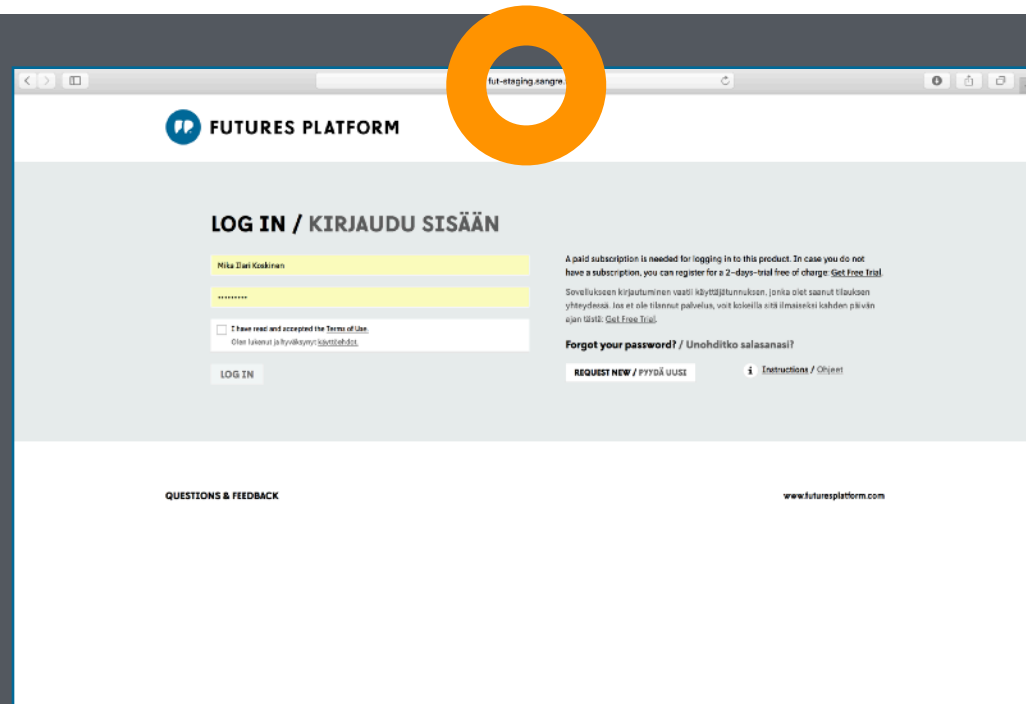 fut-staging.sangre.
FUTURES PLATFORM
LOG IN / KIRJAUDU SISÄÄN
Mika Ilari Koskinen
•••••••••
I have read and accepted the Terms of Use.
Olen lukenut ja hyväksynyt käyttöehdot.
LOG IN
A paid subscription is needed for logging in to this product. In case you do not
have a subscription, you can register for a 2-days-trial free of charge: Get Free Trial.
Sovellukseen kirjautuminen vaatii käyttäjätunnuksen, jonka olet saanut tilauksen
yhteydessä. Jos et ole tilannut palvelua, voit kokeilla sitä ilmaiseksi kahden päivän
ajan tästä: Get Free Trial.
Forgot your password? / Unohditko salasanasi?
REQUEST NEW / PYYDÄ UUSI
i Instructions / Ohjeet
QUESTIONS & FEEDBACK
www.futuresplatform.com